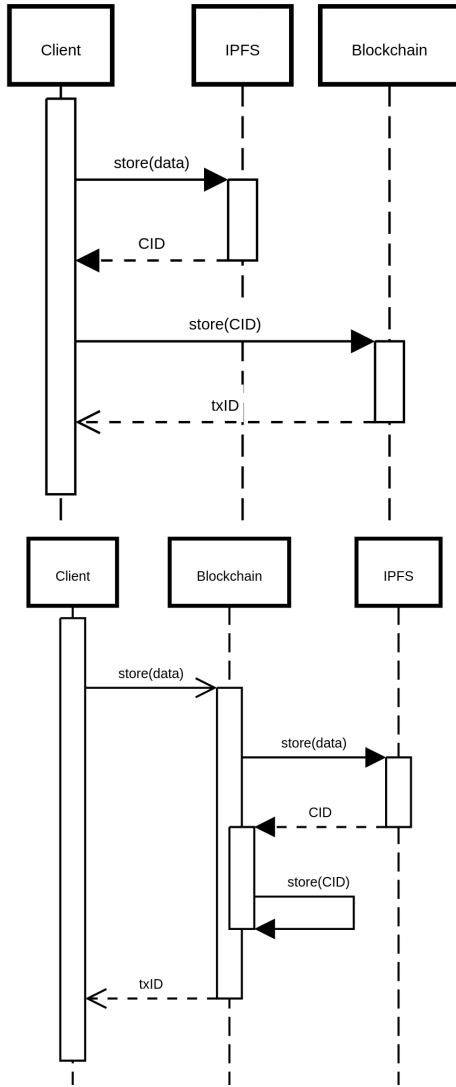 Client IPFS Blockchain
store(data)
CID
store(CID)
txID
Client Blockchain IPFS
store(data)
store(data)
CID
store(CID)
txID